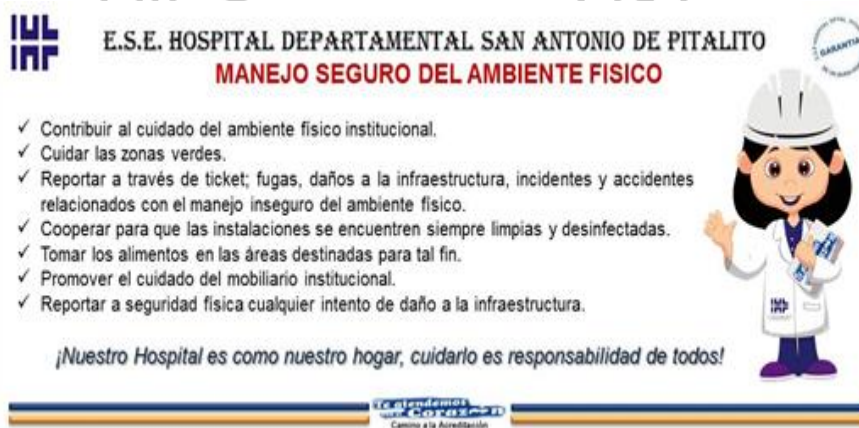 E.S.E. HOSPITAL DEPARTAMENTAL SAN ANTONIO DE PITALITO
GARANTIA
MANEJO SEGURO DEL AMBIENTE FISICO
✓ Contribuir al cuidado del ambiente físico institucional.
✓ Cuidar las zonas verdes.
✓ Reportar a través de ticket; fugas, daños a la infraestructura, incidentes y accidentes
relacionados con el manejo inseguro del ambiente físico.
✓ Cooperar para que las instalaciones se encuentren siempre limpias y desinfectadas.
✓ Tomar los alimentos en las áreas destinadas para tal fin.
✓ Promover el cuidado del mobiliario institucional.
✓ Reportar a seguridad física cualquier intento de daño a la infraestructura.
¡Nuestro Hospital es como nuestro hogar, cuidarlo es responsabilidad de todos!
Te atendemos
Corazón
Camino a la Acreditación